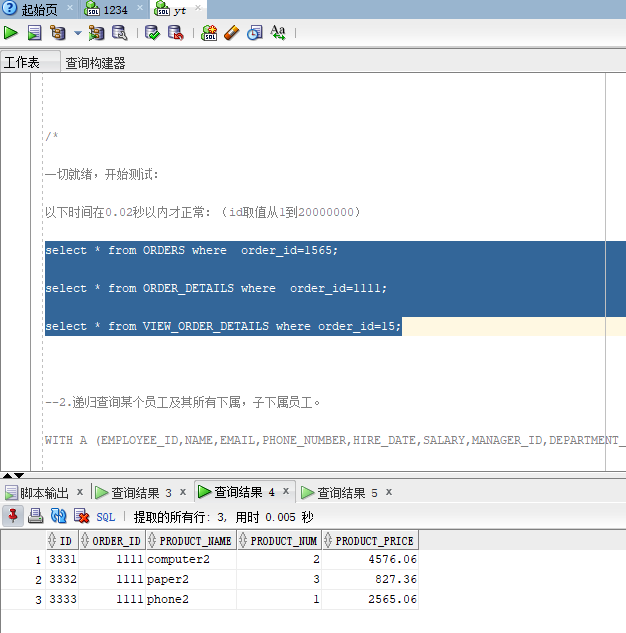 起始页 1234 yt
SQL Aa
工作表 查询构建器
/*
一切就绪，开始测试：
以下时间在0.02秒以内才正常：（id取值从1到20000000）
select * from ORDERS where  order_id=1565;
select * from ORDER_DETAILS where  order_id=1111;
select * from VIEW_ORDER_DETAILS where order_id=15;
--2.递归查询某个员工及其所有下属，子下属员工。
WITH A (EMPLOYEE_ID,NAME,EMAIL,PHONE_NUMBER,HIRE_DATE,SALARY,MANAGER_ID,DEPARTMENT_
脚本输出 x 查询结果 3 x 查询结果 4 x 查询结果 5 x
SQL | 提取的所有行: 3, 用时 0.005 秒
ID ORDER_ID PRODUCT_NAME PRODUCT_NUM PRODUCT_PRICE
1 3331 1111 computer2 2 4576.06
2 3332 1111 paper2 3 827.36
3 3333 1111 phone2 1 2565.06